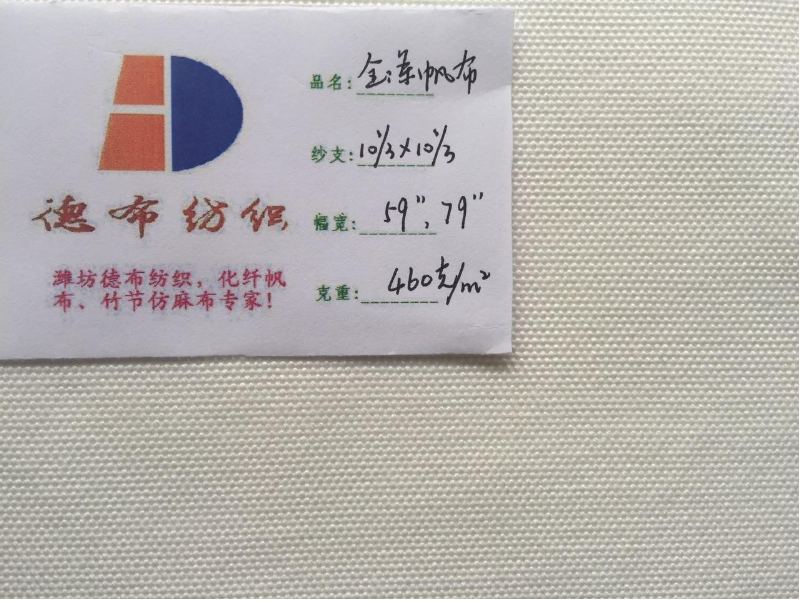 品名: 全涤帆布
纱支: 10/3×10/3
德布纺织
幅宽: 59",79"
潍坊德布纺织，化纤帆
布、竹节仿麻布专家！
克重: 460克/m²